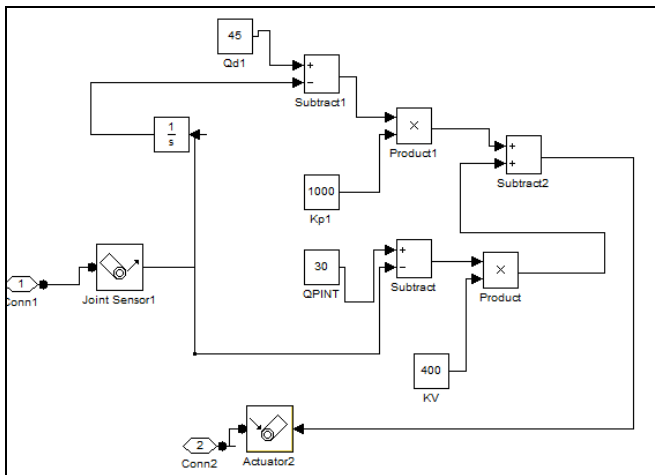 45
Qd1
+
−
Subtract1
1
s
×
Product1
+
+
Subtract2
1000
Kp1
1
Conn1
Joint Sensor1
30
QPINT
+
−
Subtract
×
Product
400
KV
2
Conn2
Actuator2